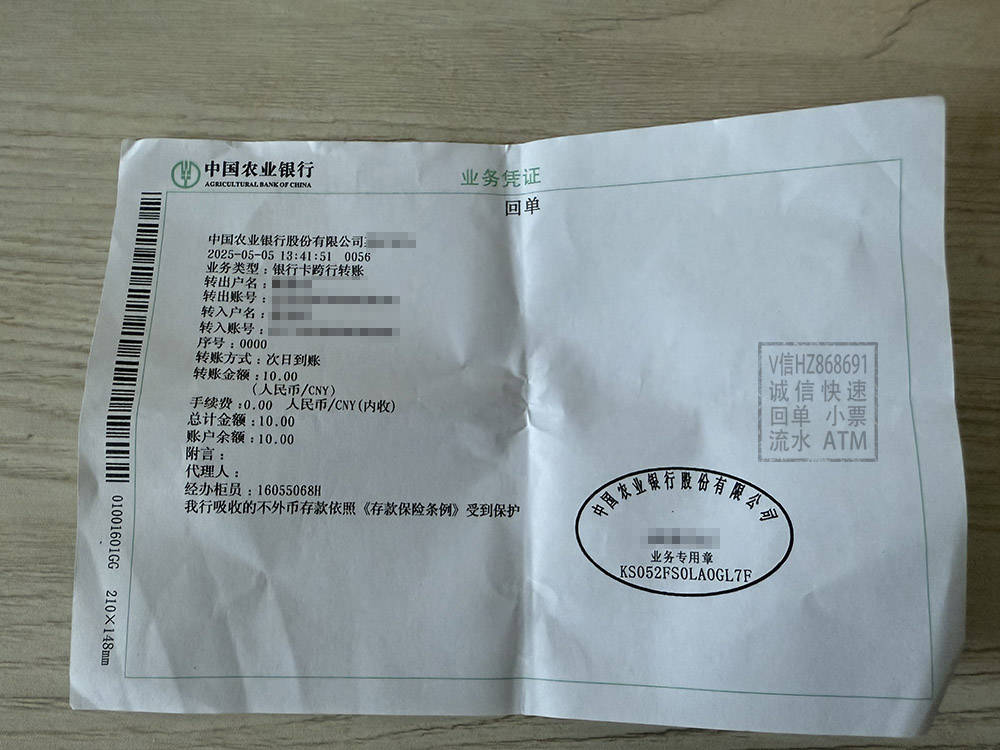 中国农业银行
AGRICULTURAL BANK OF CHINA
业务凭证
回单
中国农业银行股份有限公司
2025-05-05 13:41:51 0056
业务类型：银行卡跨行转账
转出户名：
转出账号：
转入户名：
转入账号：
序号：0000
转账方式：次日到账
转账金额：10.00
(人民币/CNY)
手续费：0.00 人民币/CNY(内收)
总计金额：10.00
账户余额：10.00
附言：
代理人：
经办柜员：16055068H
我行吸收的不外币存款依照《存款保险条例》受到保护
01001601GG 210×148mm
V信HZ868691
诚信快速
回单 小票
流水 ATM
中国农业银行股份有限公司
业务专用章
KS052FS0LA0GL7F